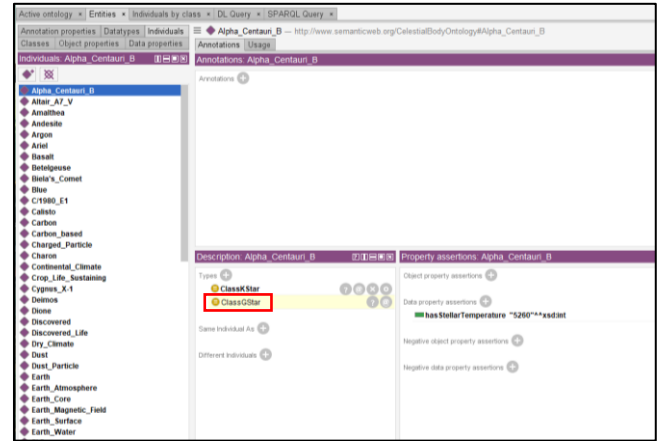 Active ontology × Entities × Individuals by class × DL Query × SPARQL Query ×
Annotation properties Datatypes Individuals
Classes Object properties Data properties
Alpha_Centauri_B — http://www.semanticweb.org/CelestialBodyOntology#Alpha_Centauri_B
Annotations Usage
Individuals: Alpha_Centauri_B
Annotations: Alpha_Centauri_B
Annotations
Alpha_Centauri_B
Altair_A7_V
Amalthea
Andesite
Argon
Ariel
Basalt
Betelgeuse
Biela's_Comet
Blue
C/1980_E1
Calisto
Carbon
Carbon_based
Charged_Particle
Charon
Continental_Climate
Crop_Life_Sustaining
Cygnus_X-1
Deimos
Dione
Discovered
Discovered_Life
Dry_Climate
Dust
Dust_Particle
Earth
Earth_Atmosphere
Earth_Core
Earth_Magnetic_Field
Earth_Surface
Earth_Water
Description: Alpha_Centauri_B
Types
ClassKStar
ClassGStar
Same Individual As
Different Individuals
Property assertions: Alpha_Centauri_B
Object property assertions
Data property assertions
hasStellarTemperature "5260"^^xsd:int
Negative object property assertions
Negative data property assertions